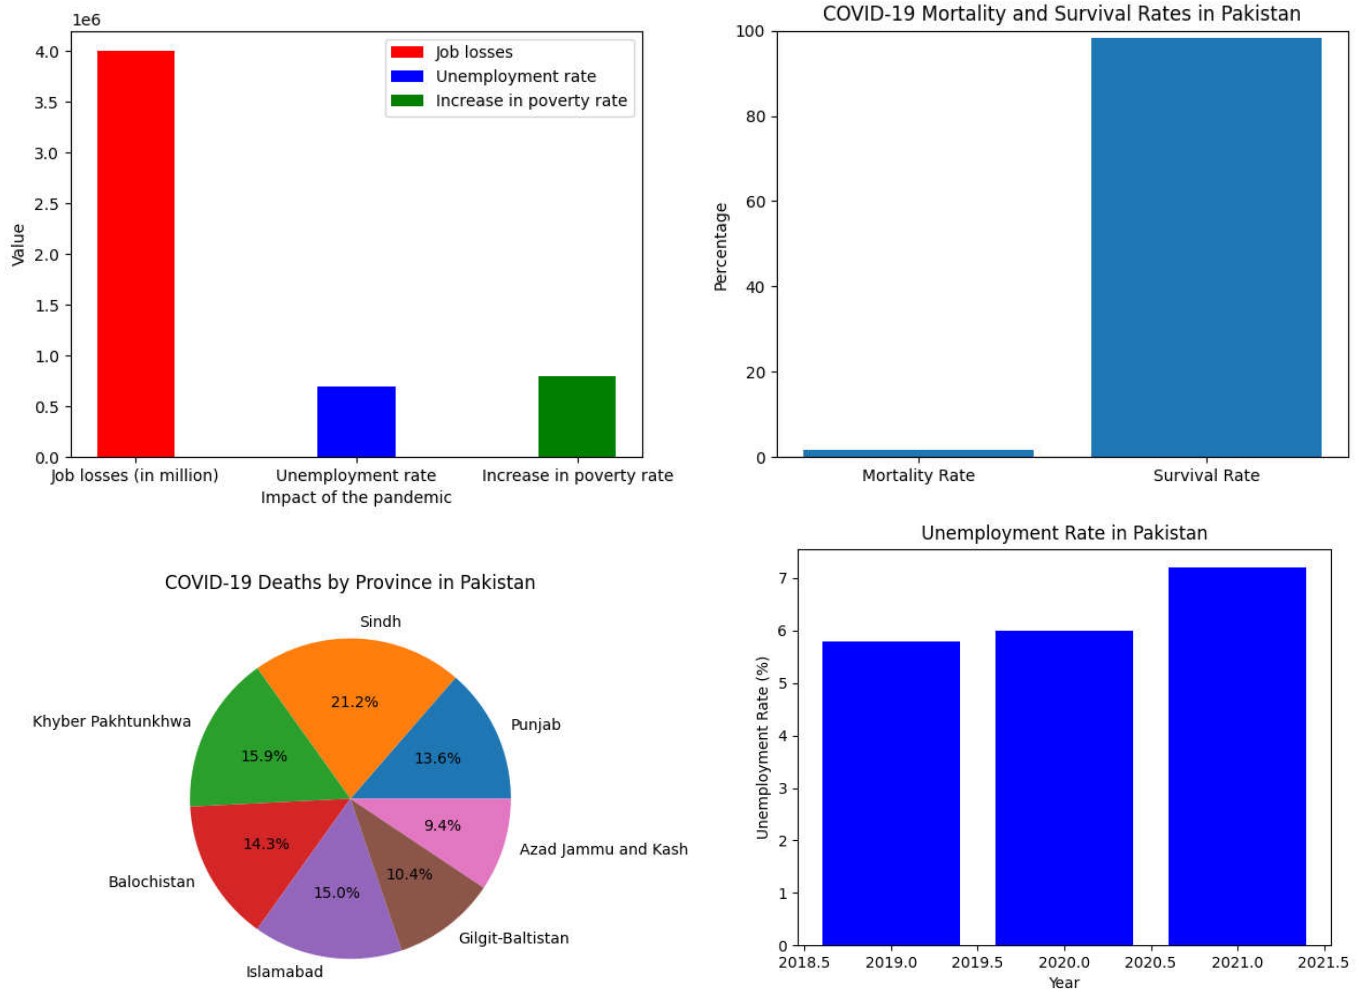 1e6
4.0
3.5
3.0
2.5
2.0
1.5
1.0
0.5
0.0
Value
Job losses
Unemployment rate
Increase in poverty rate
Job losses (in million) Unemployment rate Increase in poverty rate
Impact of the pandemic
COVID-19 Mortality and Survival Rates in Pakistan
100
80
60
40
20
0
Percentage
Mortality Rate Survival Rate
COVID-19 Deaths by Province in Pakistan
Sindh
21.2%
Khyber Pakhtunkhwa
15.9%
Punjab
13.6%
Balochistan
14.3%
Islamabad
15.0%
Gilgit-Baltistan
10.4%
Azad Jammu and Kash
9.4%
Unemployment Rate in Pakistan
7
6
5
4
3
2
1
0
Unemployment Rate (%)
2018.5 2019.0 2019.5 2020.0 2020.5 2021.0 2021.5
Year